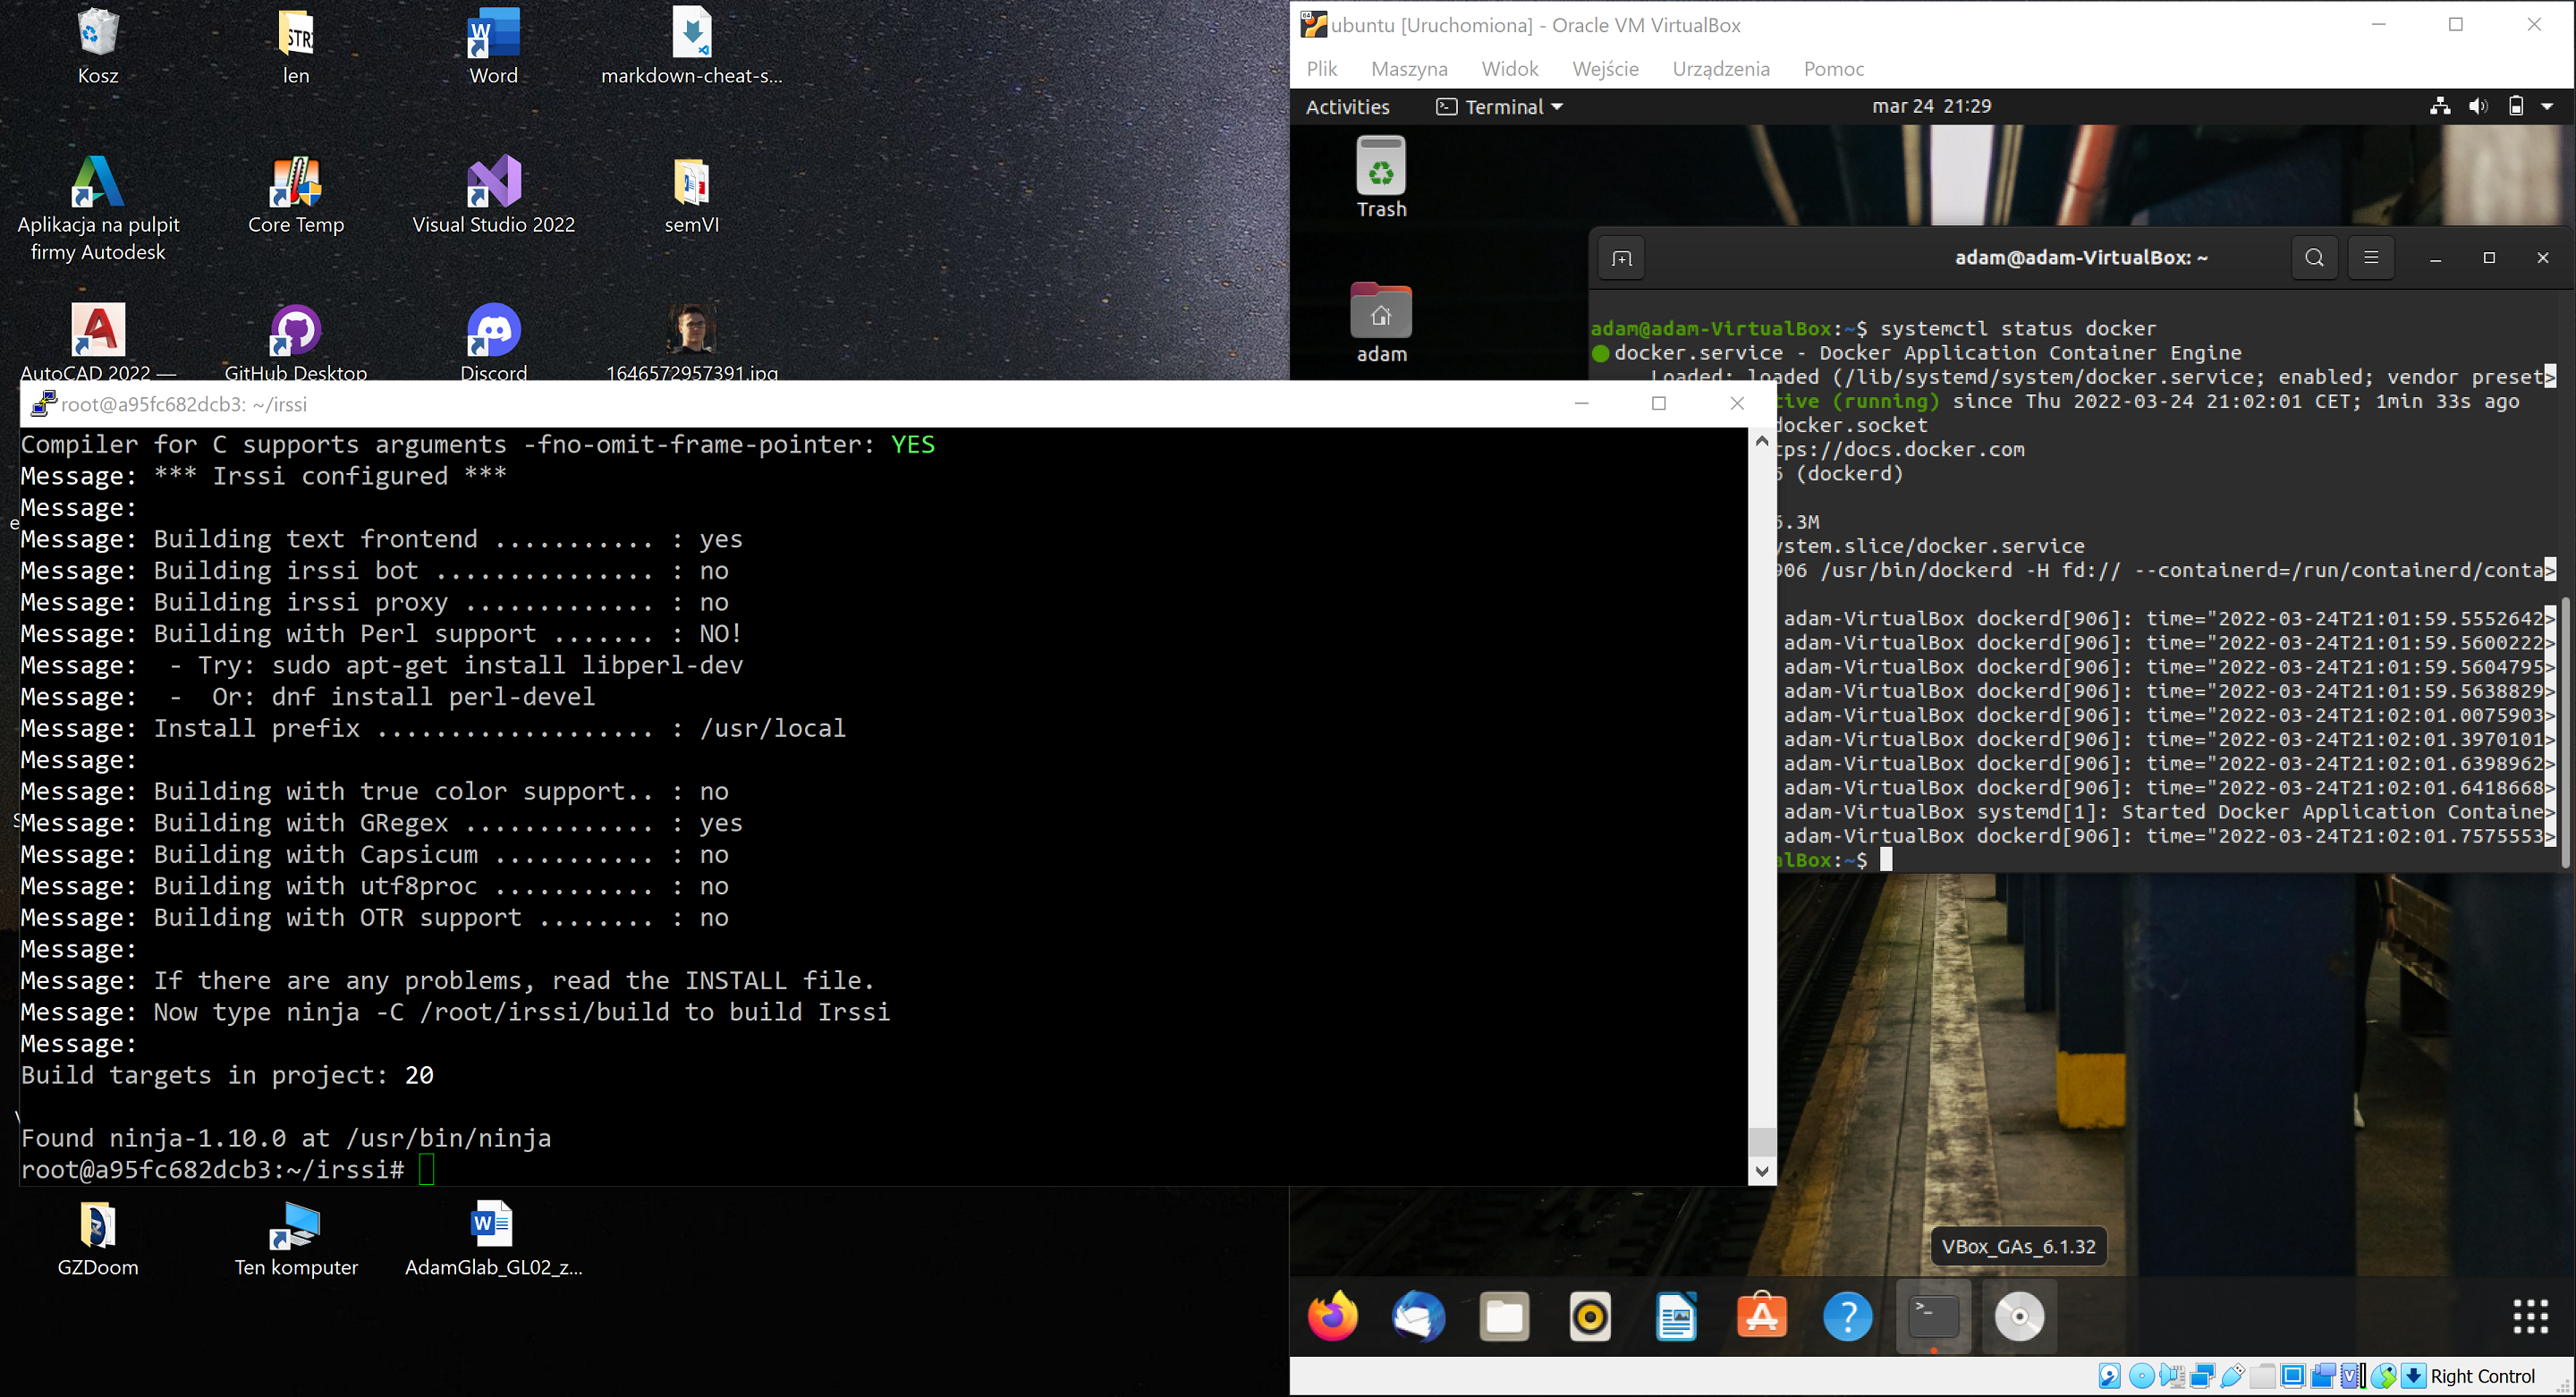 Kosz
len
Word
markdown-cheat-s...
Aplikacja na pulpit
firmy Autodesk
Core Temp
Visual Studio 2022
semVI
AutoCAD 2022 —
GitHub Desktop
Discord
1646572957391.jpg
root@a95fc682dcb3: ~/irssi
Compiler for C supports arguments -fno-omit-frame-pointer: YES
Message: *** Irssi configured ***
Message:
Message: Building text frontend ........... : yes
Message: Building irssi bot ............... : no
Message: Building irssi proxy ............. : no
Message: Building with Perl support ....... : NO!
Message:  - Try: sudo apt-get install libperl-dev
Message:  -  Or: dnf install perl-devel
Message: Install prefix ................... : /usr/local
Message:
Message: Building with true color support.. : no
Message: Building with GRegex ............. : yes
Message: Building with Capsicum ........... : no
Message: Building with utf8proc ........... : no
Message: Building with OTR support ........ : no
Message:
Message: If there are any problems, read the INSTALL file.
Message: Now type ninja -C /root/irssi/build to build Irssi
Message:
Build targets in project: 20
Found ninja-1.10.0 at /usr/bin/ninja
root@a95fc682dcb3:~/irssi#
GZDoom
Ten komputer
AdamGlab_GL02_z...
ubuntu [Uruchomiona] - Oracle VM VirtualBox
Plik Maszyna Widok Wejście Urządzenia Pomoc
Activities Terminal mar 24 21:29
Trash
adam
adam@adam-VirtualBox: ~
adam@adam-VirtualBox:~$ systemctl status docker
docker.service - Docker Application Container Engine
Loaded: loaded (/lib/systemd/system/docker.service; enabled; vendor preset>
tive (running) since Thu 2022-03-24 21:02:01 CET; 1min 33s ago
docker.socket
tps://docs.docker.com
6 (dockerd)
6.3M
ystem.slice/docker.service
906 /usr/bin/dockerd -H fd:// --containerd=/run/containerd/conta>
adam-VirtualBox dockerd[906]: time="2022-03-24T21:01:59.5552642>
adam-VirtualBox dockerd[906]: time="2022-03-24T21:01:59.5600222>
adam-VirtualBox dockerd[906]: time="2022-03-24T21:01:59.5604795>
adam-VirtualBox dockerd[906]: time="2022-03-24T21:01:59.5638829>
adam-VirtualBox dockerd[906]: time="2022-03-24T21:02:01.0075903>
adam-VirtualBox dockerd[906]: time="2022-03-24T21:02:01.3970101>
adam-VirtualBox dockerd[906]: time="2022-03-24T21:02:01.6398962>
adam-VirtualBox dockerd[906]: time="2022-03-24T21:02:01.6418668>
adam-VirtualBox systemd[1]: Started Docker Application Containe>
adam-VirtualBox dockerd[906]: time="2022-03-24T21:02:01.7575553>
alBox:~$
VBox_GAs_6.1.32
Right Control